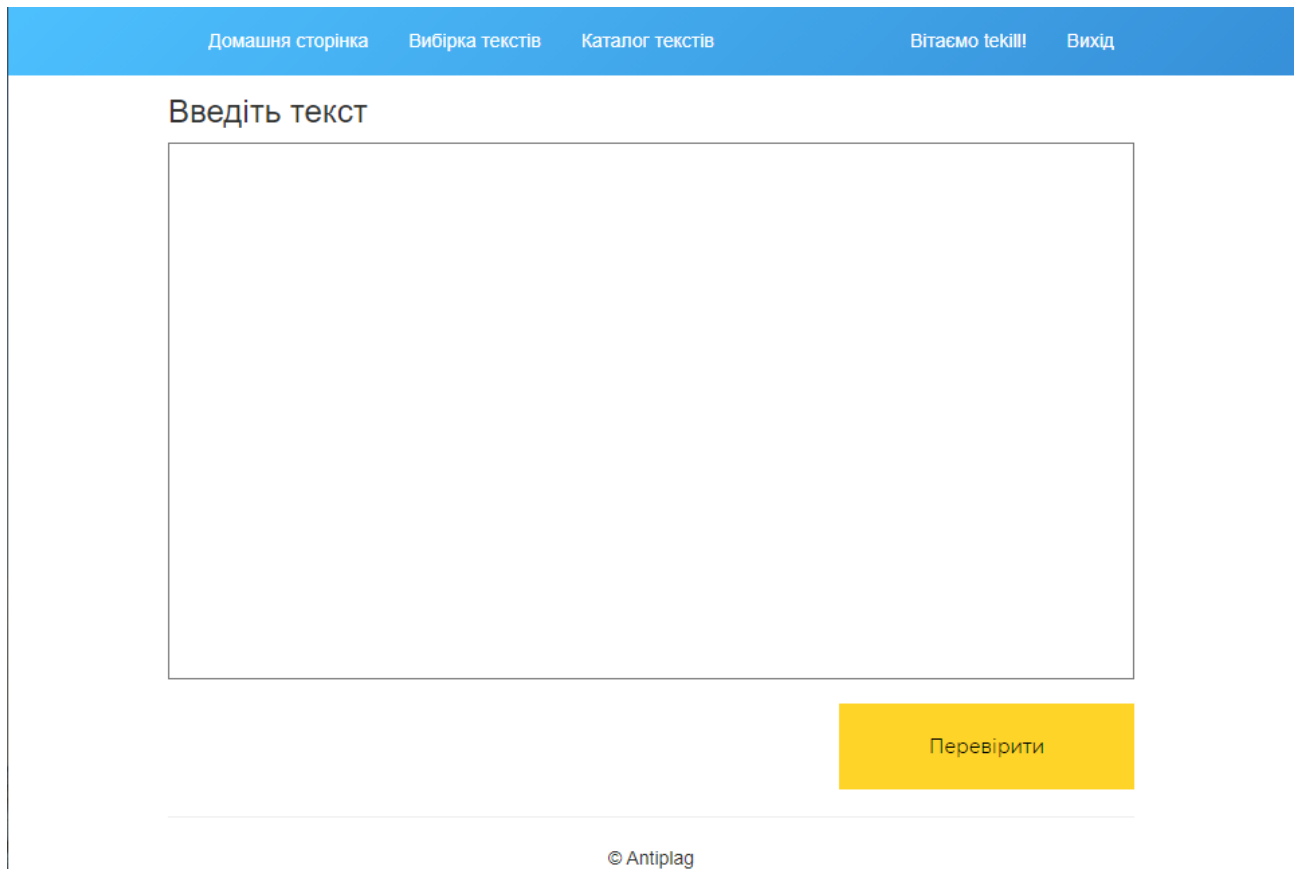 Домашня сторінка Вибірка текстів Каталог текстів Вітаємо tekill! Вихід
Введіть текст
Перевірити
© Antiplag